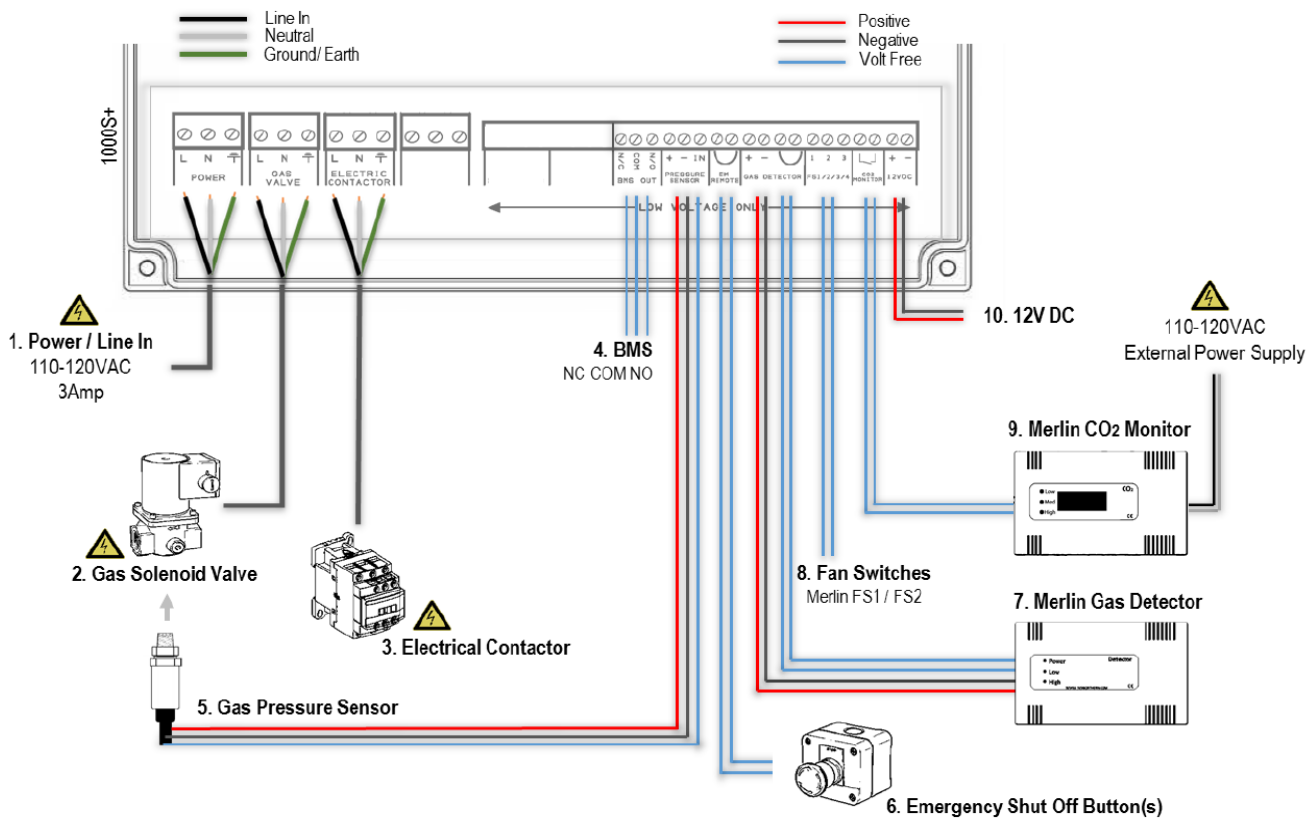 Line In
Neutral
Ground/ Earth
Positive
Negative
Volt Free
1000S+
L N
POWER
L N
GAS
VALVE
L N
ELECTRIC
CONTACTOR
N/C COM N/O
BMS OUT
+ − IN
PRESSURE
SENSOR
EM
REMOTE
+ −
GAS DETECTOR
1 2 3
FS1/2/3/4
MONITOR
+ −
12VDC
LOW VOLTAGE ONLY
1. Power / Line In
110-120VAC
3Amp
2. Gas Solenoid Valve
3. Electrical Contactor
4. BMS
NC COM NO
5. Gas Pressure Sensor
10. 12V DC
110-120VAC
External Power Supply
9. Merlin CO2 Monitor
Low
Med
High
CO2
CE
8. Fan Switches
Merlin FS1 / FS2
7. Merlin Gas Detector
Power
Low
High
Detector
CE
6. Emergency Shut Off Button(s)